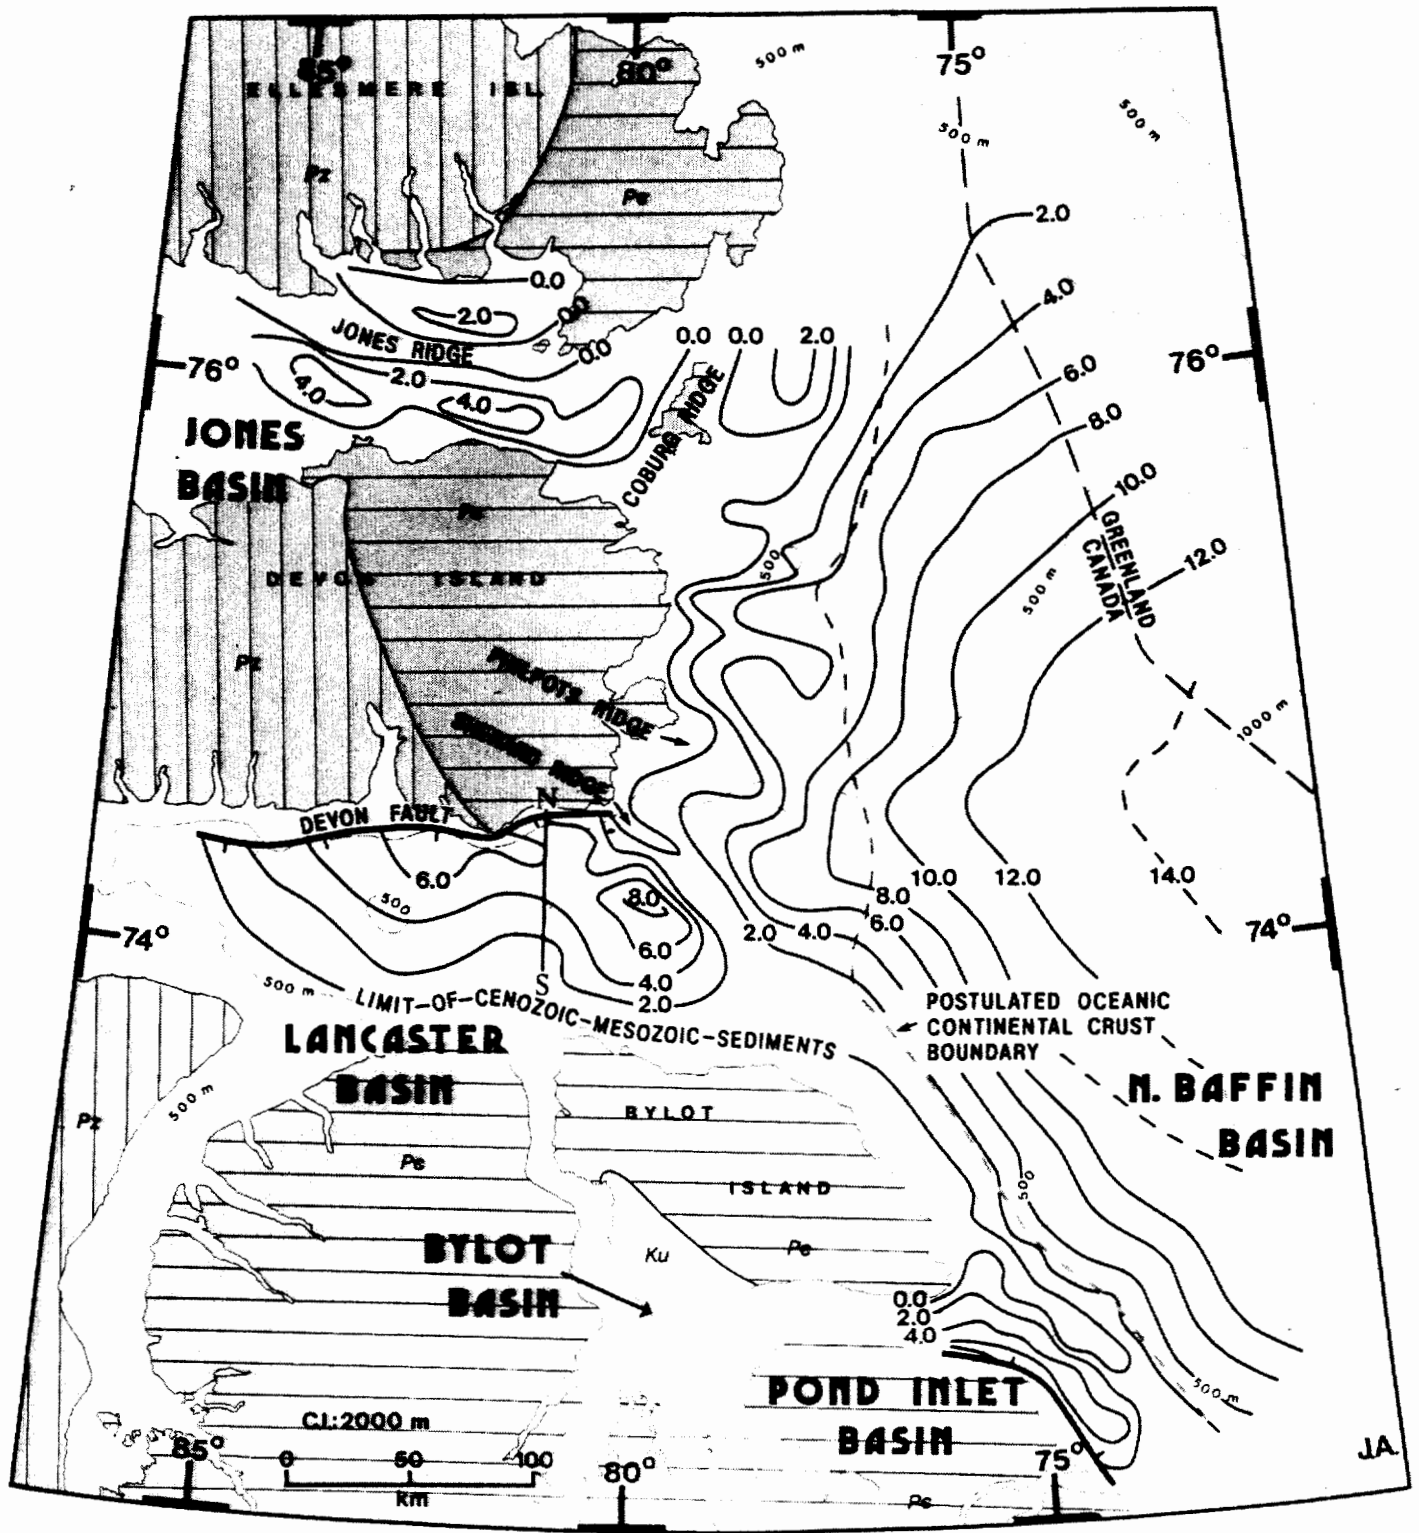 85°
80°
75°
500 m
500 m
500 m
ELLESMERE ISL.
Pz
2.0
0.0
4.0
2.0
0.0
JONES RIDGE
0.0
0.0
0.0
2.0
76°
76°
2.0
4.0
4.0
6.0
8.0
COBURG RIDGE
JONES
BASIN
10.0
GREENLAND
CANADA
12.0
500
500 m
DEVON ISLAND
Pz
PHILPOTS RIDGE
RIDGE
1000 m
N
DEVON FAULT
6.0
500
8.0
6.0
4.0
2.0
S
2.0
4.0
6.0
8.0
10.0
12.0
14.0
74°
74°
500 m
LIMIT-OF-CENOZOIC-MESOZOIC-SEDIMENTS
POSTULATED OCEANIC
CONTINENTAL CRUST
BOUNDARY
LANCASTER
BASIN
N. BAFFIN
BASIN
500 m
Pz
BYLOT
ISLAND
500
BYLOT
BASIN
Ku
0.0
2.0
4.0
m
500 m
POND INLET
BASIN
C.I.:2000 m
0 50 100
km
85°
80°
75°
J.A.